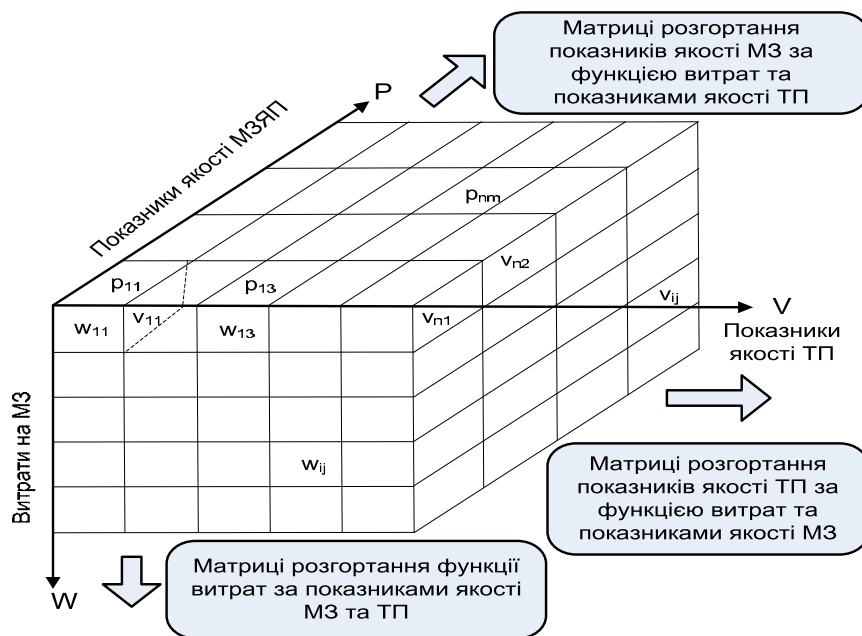 Матриці розгортання
показників якості МЗ за
функцією витрат та
показниками якості ТП
P
Показники якості МЗЯП
pnm
vn2
p11
p13
vij
V
w11
v11
w13
vn1
Показники
якості ТП
Витрати на МЗ
wij
Матриці розгортання
показників якості ТП за
функцією витрат та
показниками якості МЗ
W
Матриці розгортання функції
витрат за показниками якості
МЗ та ТП